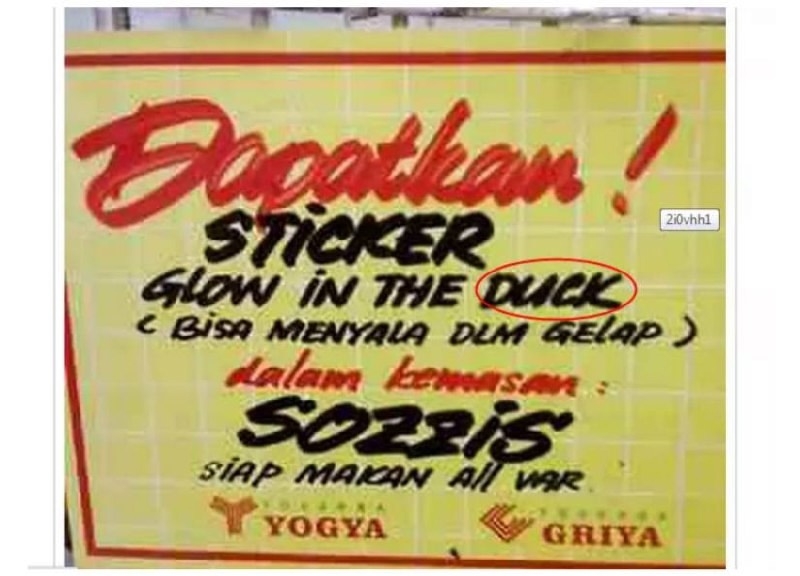 Dapatkan !
STICKER
GLOW IN THE DUCK
( BISA MENYALA DLM GELAP )
dalam kemasan :
SOZZIS
SIAP MAKAN All VAR.
YOGYA
GRIYA
2i0vhh1